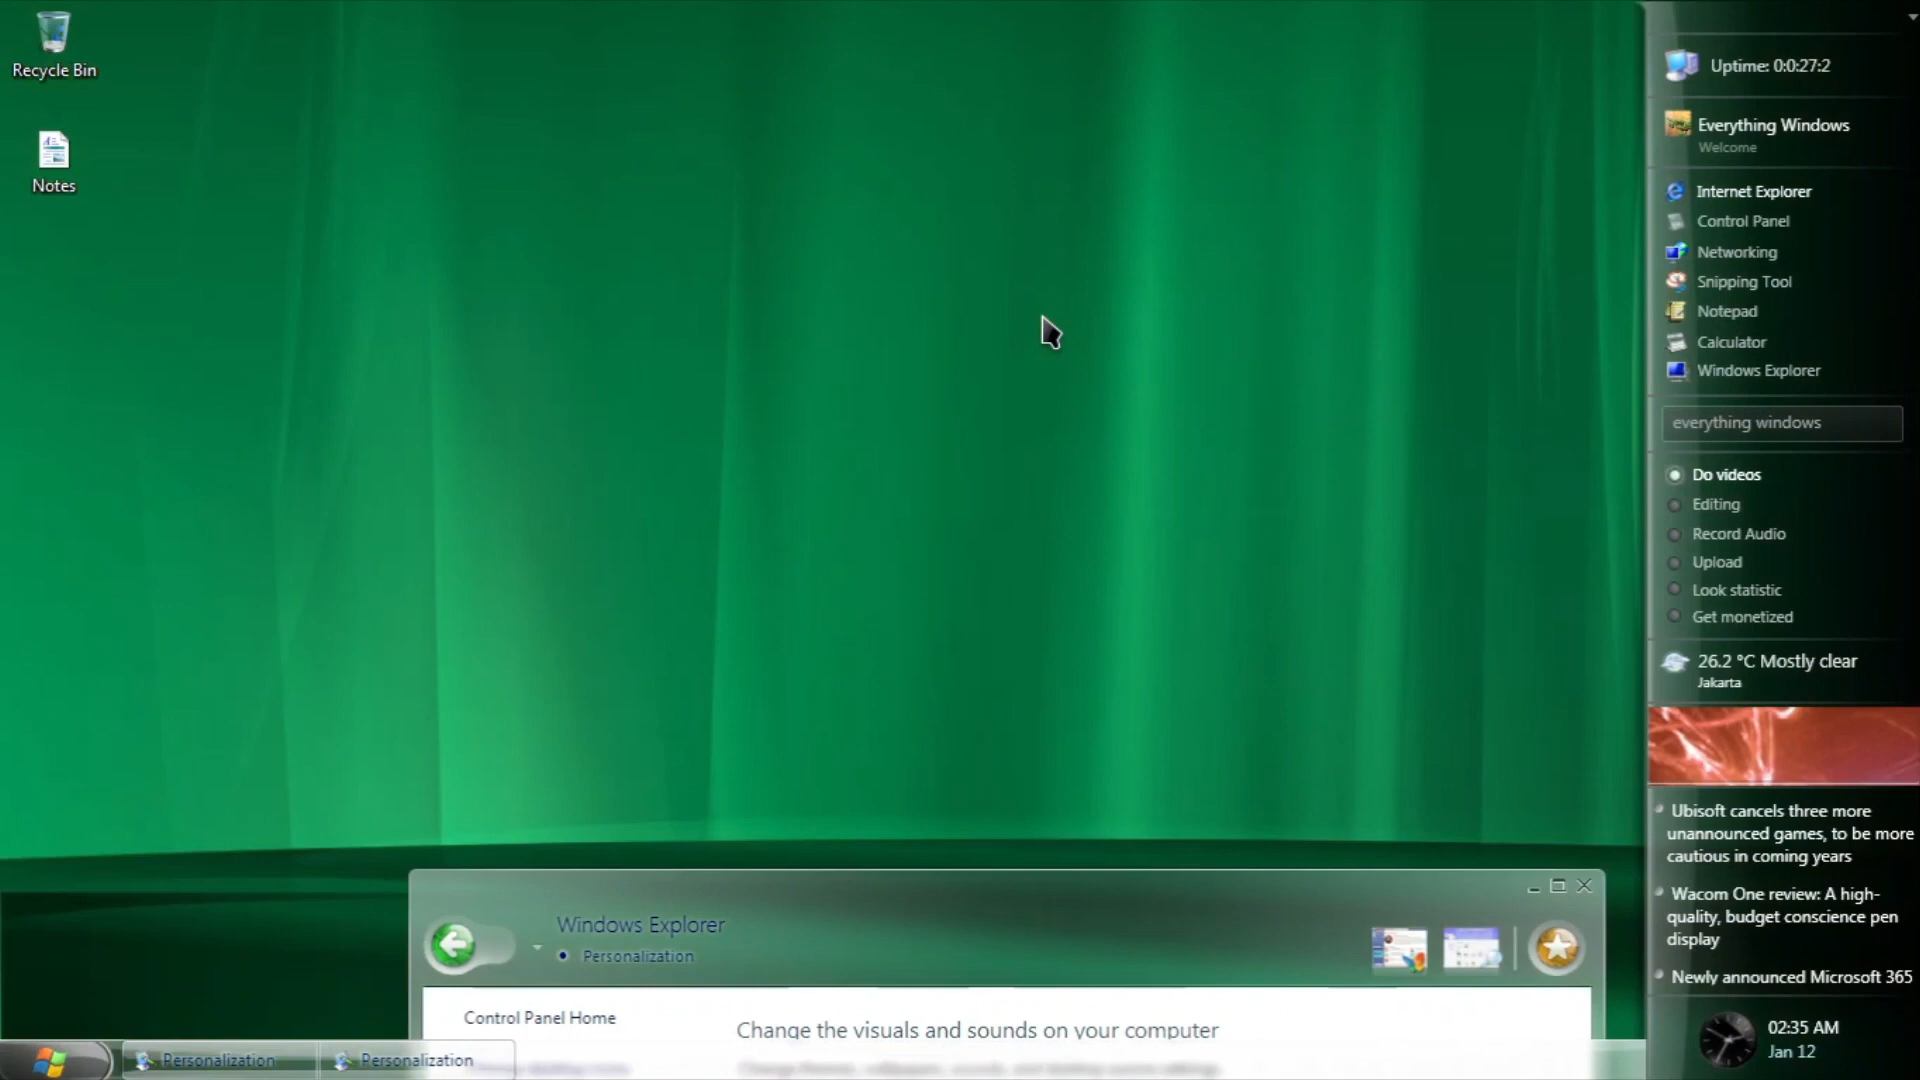 Recycle Bin
Notes
Uptime: 0:0:27:2
Everything Windows
Welcome
Internet Explorer
Control Panel
Networking
Snipping Tool
Notepad
Calculator
Windows Explorer
everything windows
Do videos
Editing
Record Audio
Upload
Look statistic
Get monetized
26.2 °C Mostly clear
Jakarta
Ubisoft cancels three more
unannounced games, to be more
cautious in coming years
Wacom One review: A high-
quality, budget conscience pen
display
Newly announced Microsoft 365
02:35 AM
Jan 12
Windows Explorer
Personalization
Control Panel Home
Change the visuals and sounds on your computer
Personalization
Personalization